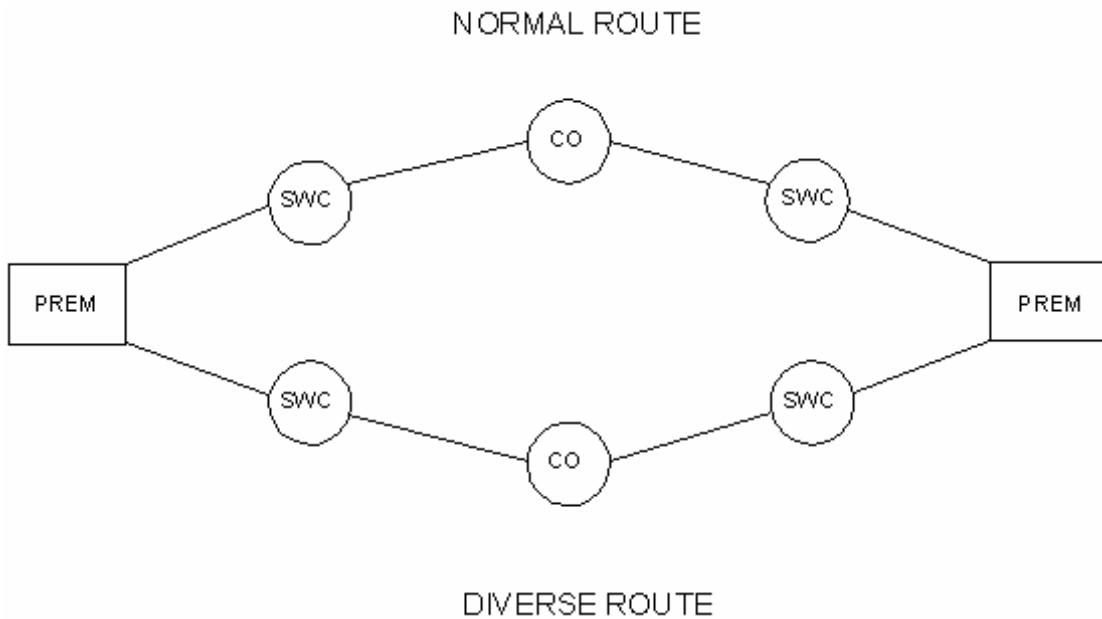 NORMAL ROUTE
CO
SWC
SWC
PREM
PREM
SWC
SWC
CO
DIVERSE ROUTE